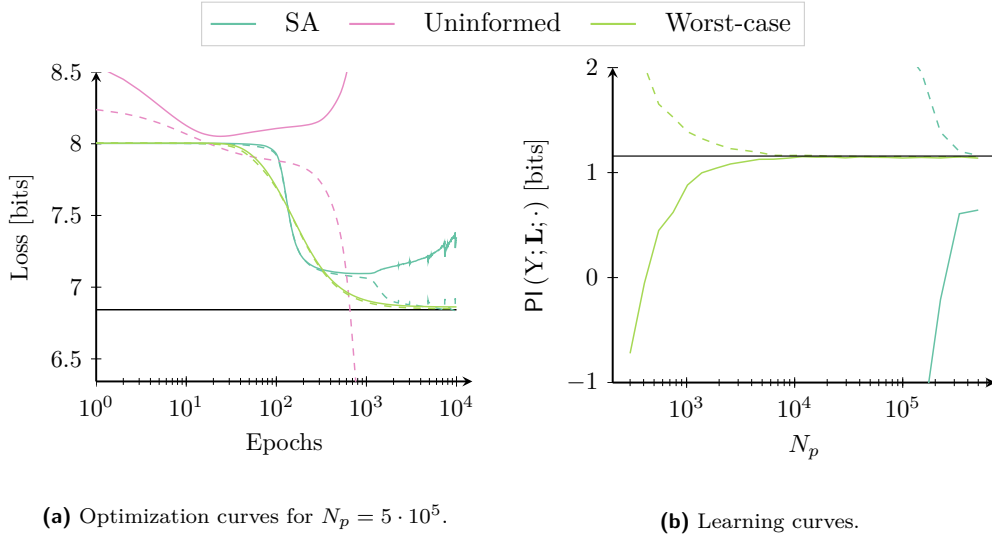 SA Uninformed Worst-case
8.5
8
7.5
7
6.5
Loss [bits]
10^0 10^1 10^2 10^3 10^4
Epochs
2
1
0
−1
PI(Y; L; ·) [bits]
10^3 10^4 10^5
N_p
(a) Optimization curves for N_p = 5 · 10^5.
(b) Learning curves.